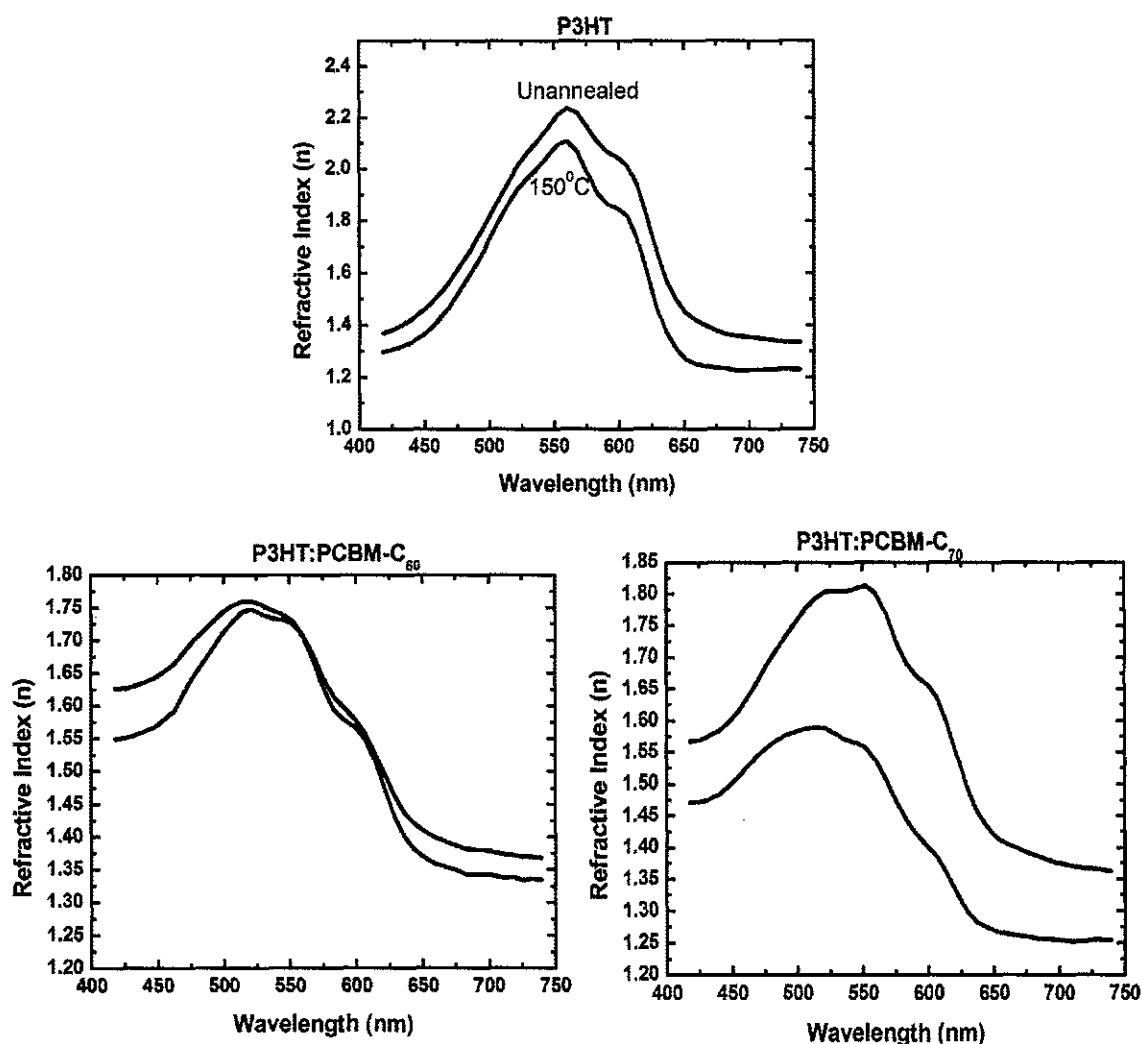 P3HT
Refractive Index (n)
2.4
2.2
2.0
1.8
1.6
1.4
1.2
1.0
Unannealed
150⁰C
400 450 500 550 600 650 700 750
Wavelength (nm)
P3HT:PCBM-C₆₀
Refractive Index (n)
1.80
1.75
1.70
1.65
1.60
1.55
1.50
1.45
1.40
1.35
1.30
1.25
1.20
400 450 500 550 600 650 700 750
Wavelength (nm)
P3HT:PCBM-C₇₀
Refractive Index (n)
1.85
1.80
1.75
1.70
1.65
1.60
1.55
1.50
1.45
1.40
1.35
1.30
1.25
1.20
400 450 500 550 600 650 700 750
Wavelength (nm)